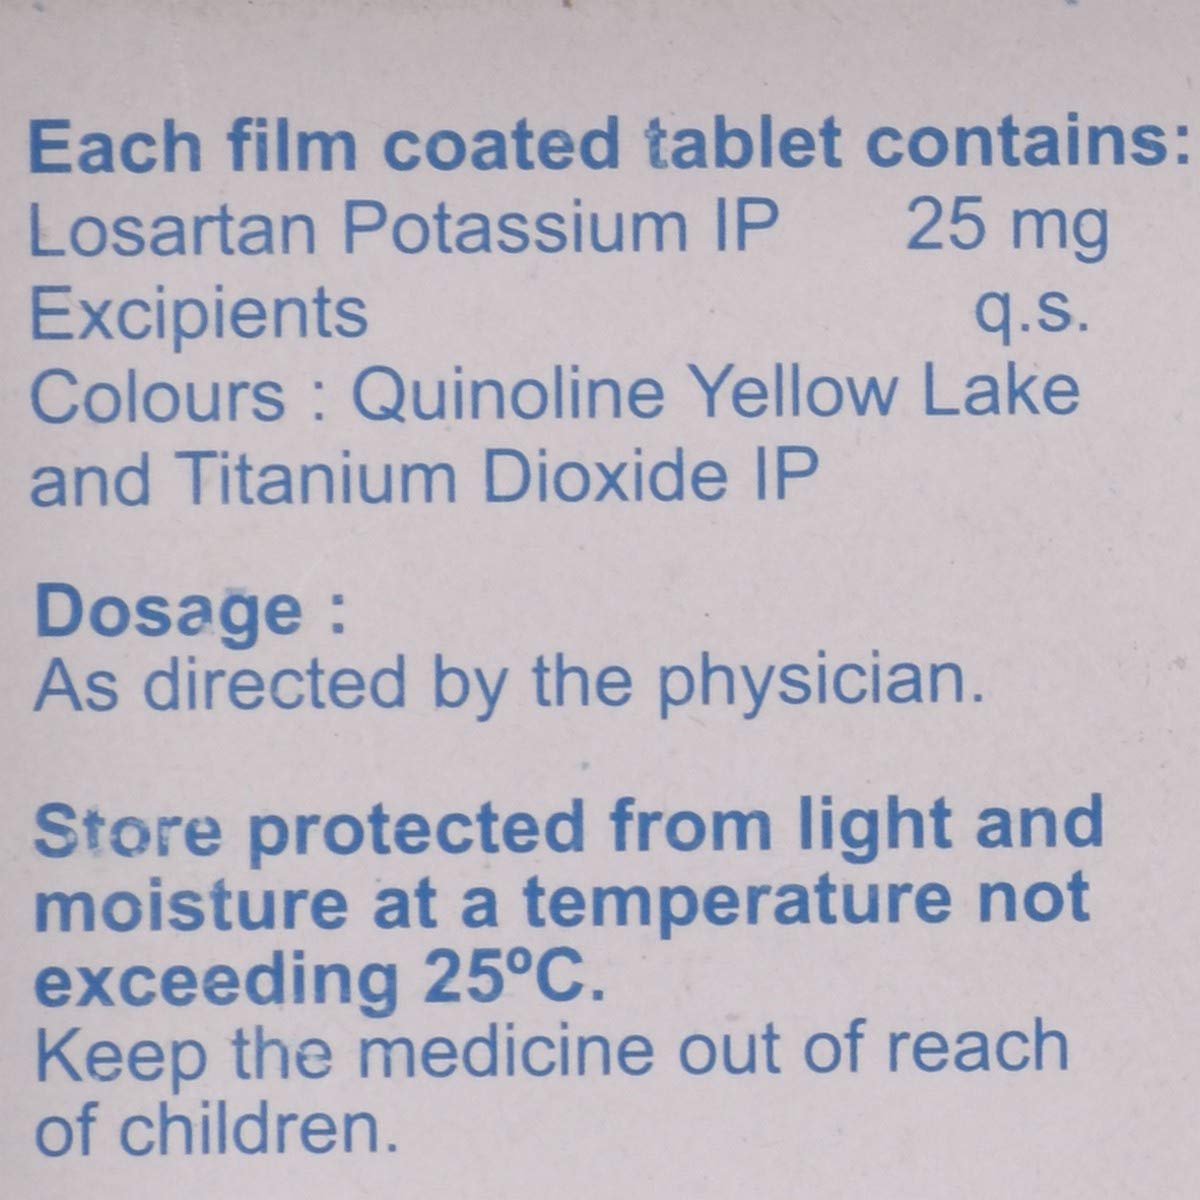 Each film coated tablet contains:
Losartan Potassium IP 25 mg
Excipients q.s.
Colours : Quinoline Yellow Lake
and Titanium Dioxide IP
Dosage :
As directed by the physician.
Store protected from light and
moisture at a temperature not
exceeding 25ºC.
Keep the medicine out of reach
of children.